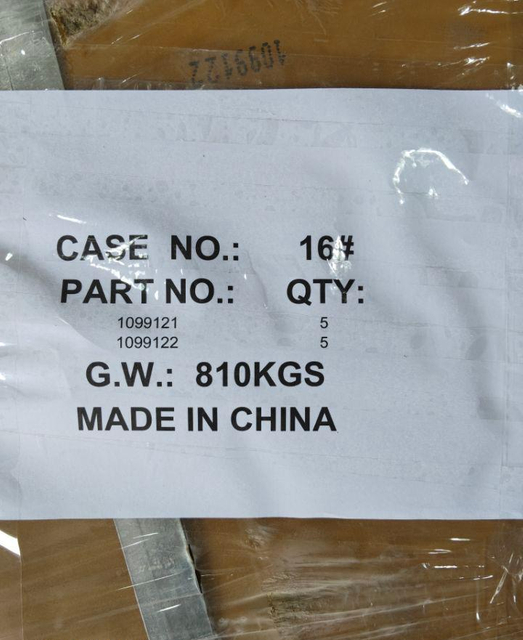 1099122
CASE NO.: 16#
PART NO.: QTY:
1099121 5
1099122 5
G.W.: 810KGS
MADE IN CHINA